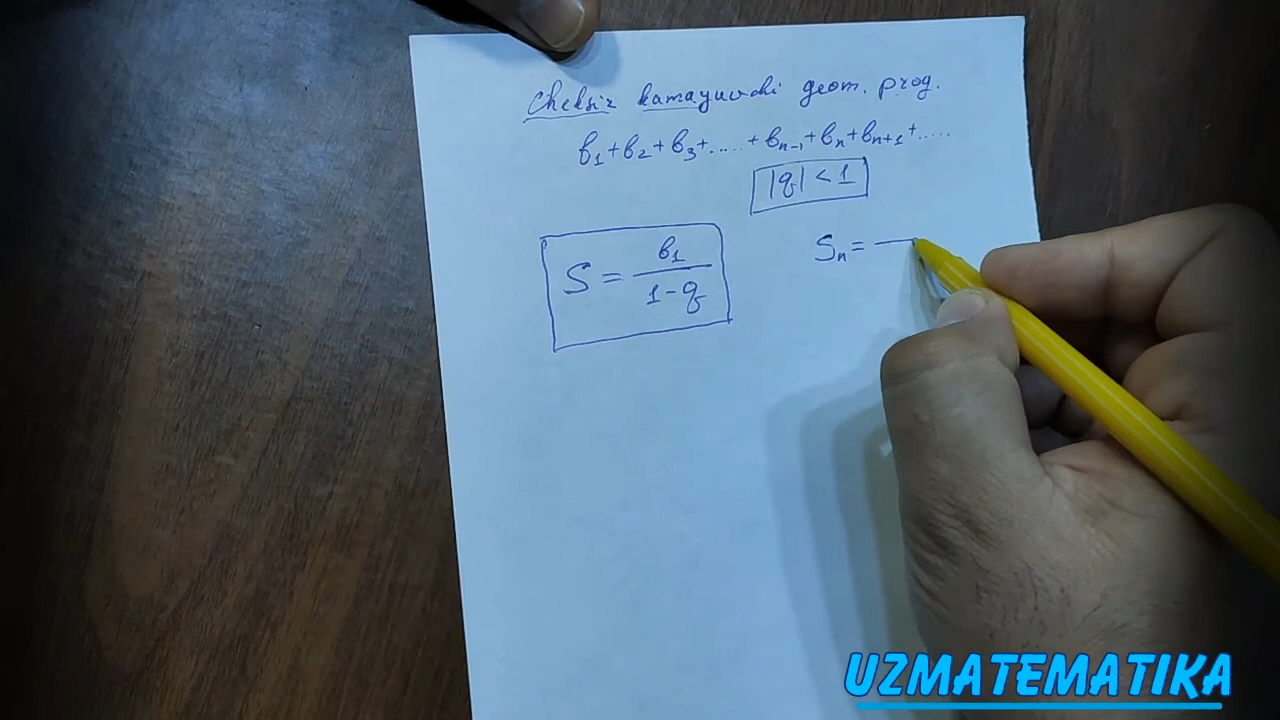 Cheksiz kamayuvchi geom. prog.
b₁+b₂+b₃+.....+bₙ₋₁+bₙ+bₙ₊₁+.....
|q|<1
S = b₁/(1-q)
Sₙ=
UZMATEMATIKA